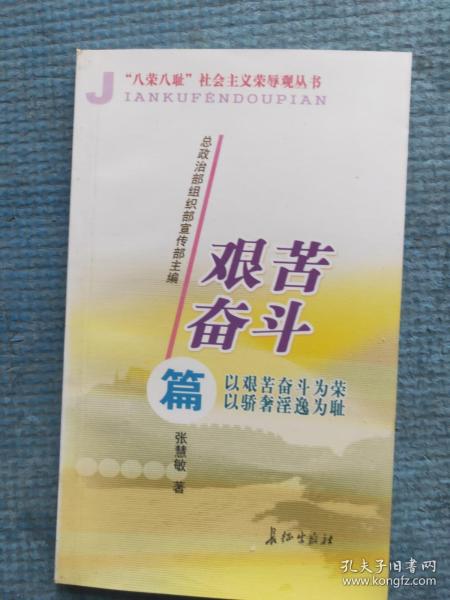 “八荣八耻”社会主义荣辱观丛书
JIANKUFENDOUPIAN
总政治部组织部宣传部主编
艰苦
奋斗
篇
以艰苦奋斗为荣
以骄奢淫逸为耻
张慧敏 著
长征出版社
孔夫子旧书网
www.kongfz.com